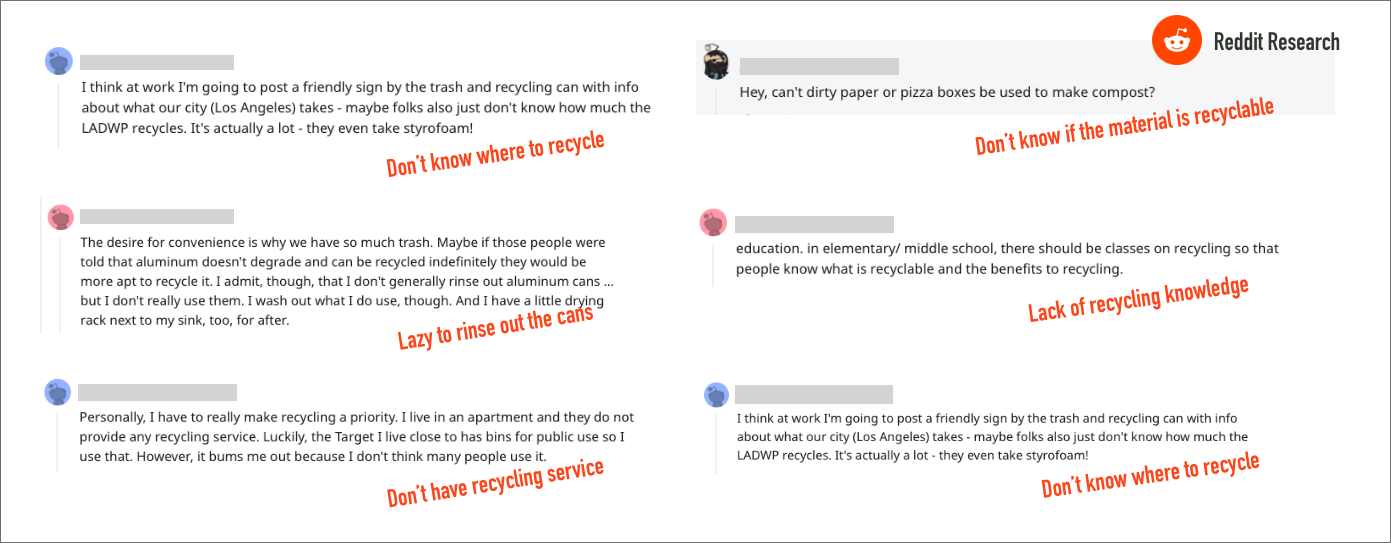 Reddit Research
I think at work I'm going to post a friendly sign by the trash and recycling can with info
about what our city (Los Angeles) takes - maybe folks also just don't know how much the
LADWP recycles. It's actually a lot - they even take styrofoam!
Don't know where to recycle
Hey, can't dirty paper or pizza boxes be used to make compost?
Don't know if the material is recyclable
The desire for convenience is why we have so much trash. Maybe if those people were
told that aluminum doesn't degrade and can be recycled indefinitely they would be
more apt to recycle it. I admit, though, that I don't generally rinse out aluminum cans ...
but I don't really use them. I wash out what I do use, though. And I have a little drying
rack next to my sink, too, for after.
Lazy to rinse out the cans
education. in elementary/ middle school, there should be classes on recycling so that
people know what is recyclable and the benefits to recycling.
Lack of recycling knowledge
Personally, I have to really make recycling a priority. I live in an apartment and they do not
provide any recycling service. Luckily, the Target I live close to has bins for public use so I
use that. However, it bums me out because I don't think many people use it.
Don't have recycling service
I think at work I'm going to post a friendly sign by the trash and recycling can with info
about what our city (Los Angeles) takes - maybe folks also just don't know how much the
LADWP recycles. It's actually a lot - they even take styrofoam!
Don't know where to recycle